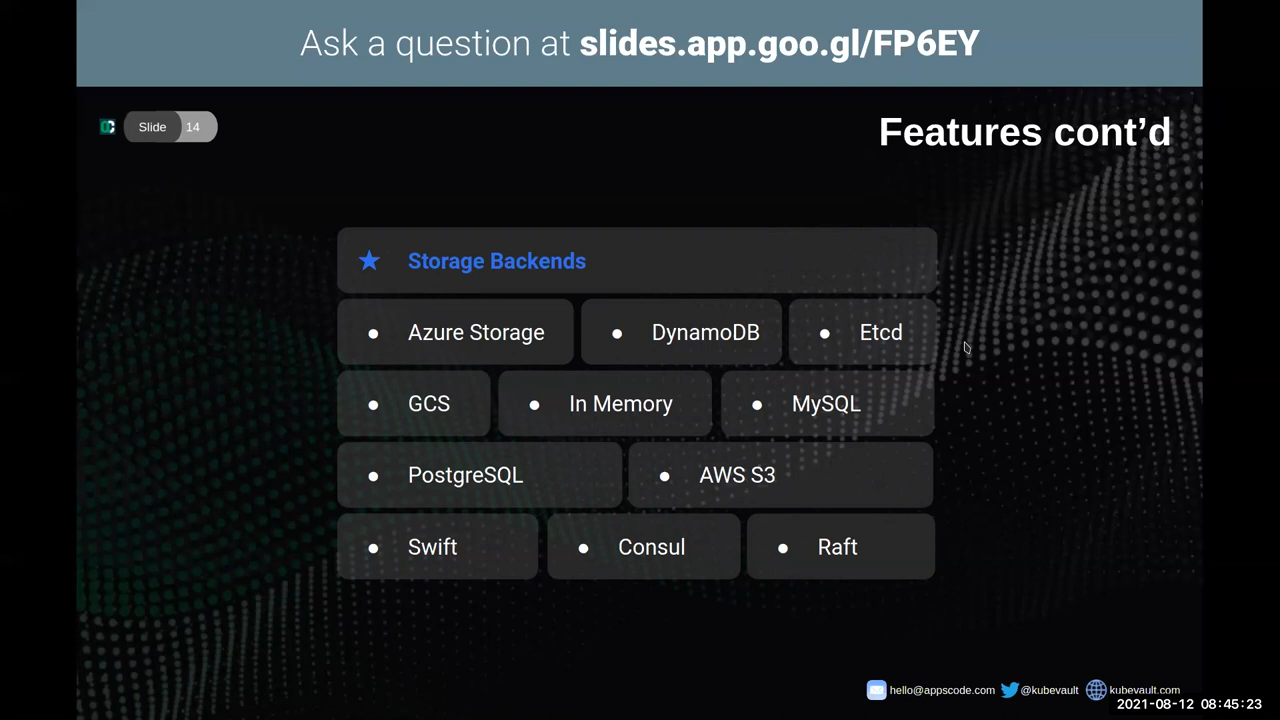 Ask a question at slides.app.goo.gl/FP6EY
Slide 14
Features cont’d
★ Storage Backends
● Azure Storage ● DynamoDB ● Etcd
● GCS ● In Memory ● MySQL
● PostgreSQL ● AWS S3
● Swift ● Consul ● Raft
hello@appscode.com @kubevault kubevault.com
2021-08-12 08:45:23